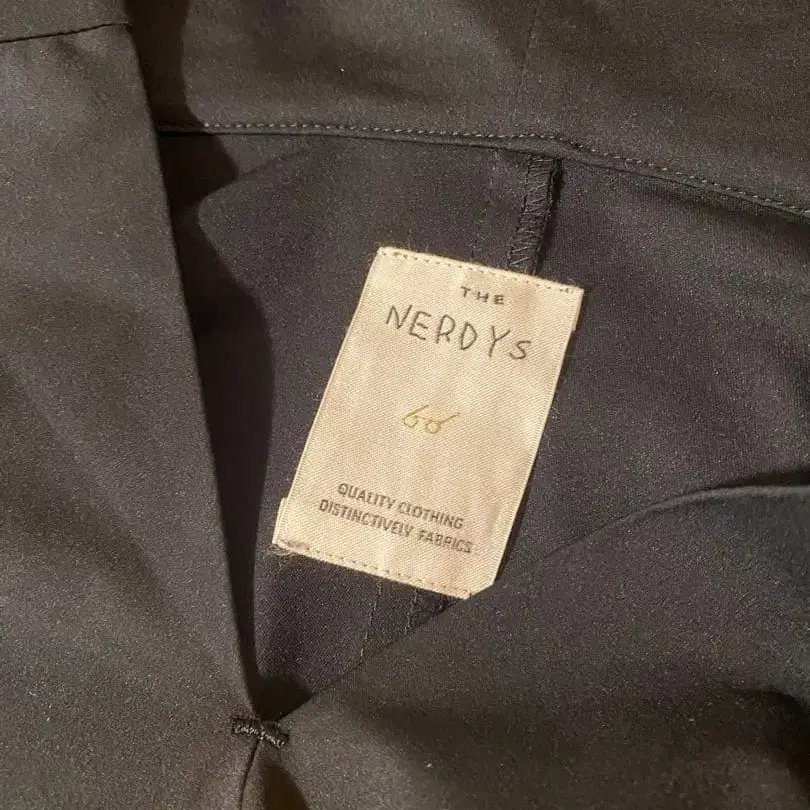 THE
NERDYS
QUALITY CLOTHING
DISTINCTIVELY FABRICS